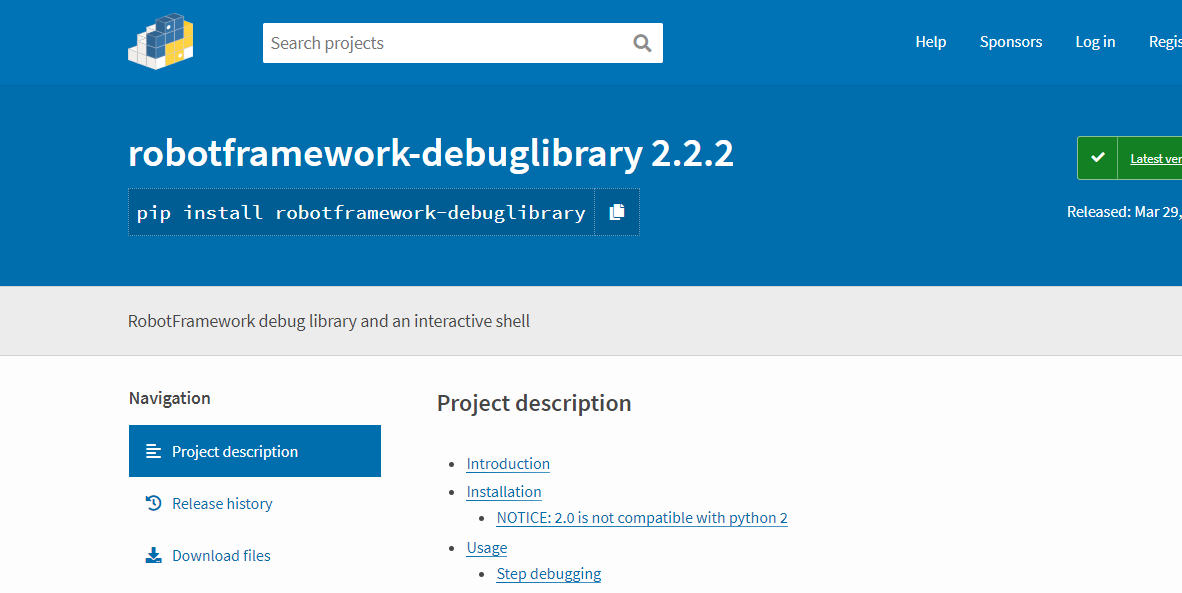 Search projects
Help Sponsors Log in Regis
robotframework-debuglibrary 2.2.2
Latest ver
pip install robotframework-debuglibrary
Released: Mar 29,
RobotFramework debug library and an interactive shell
Navigation
Project description
Release history
Download files
Project description
Introduction
Installation
NOTICE: 2.0 is not compatible with python 2
Usage
Step debugging